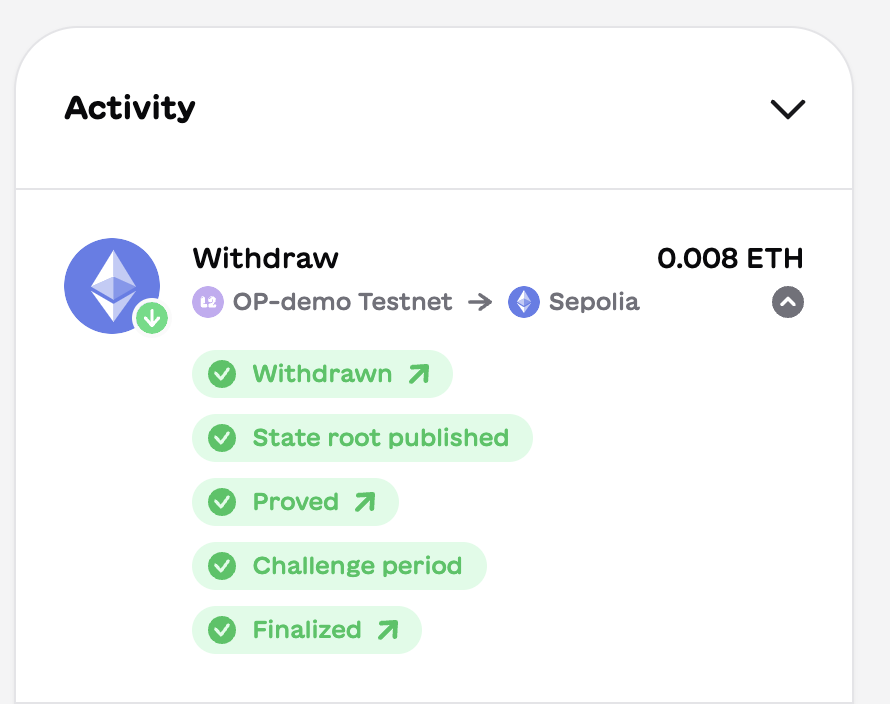 Activity
Withdraw 0.008 ETH
L2 OP-demo Testnet → Sepolia
Withdrawn ↗
State root published
Proved ↗
Challenge period
Finalized ↗